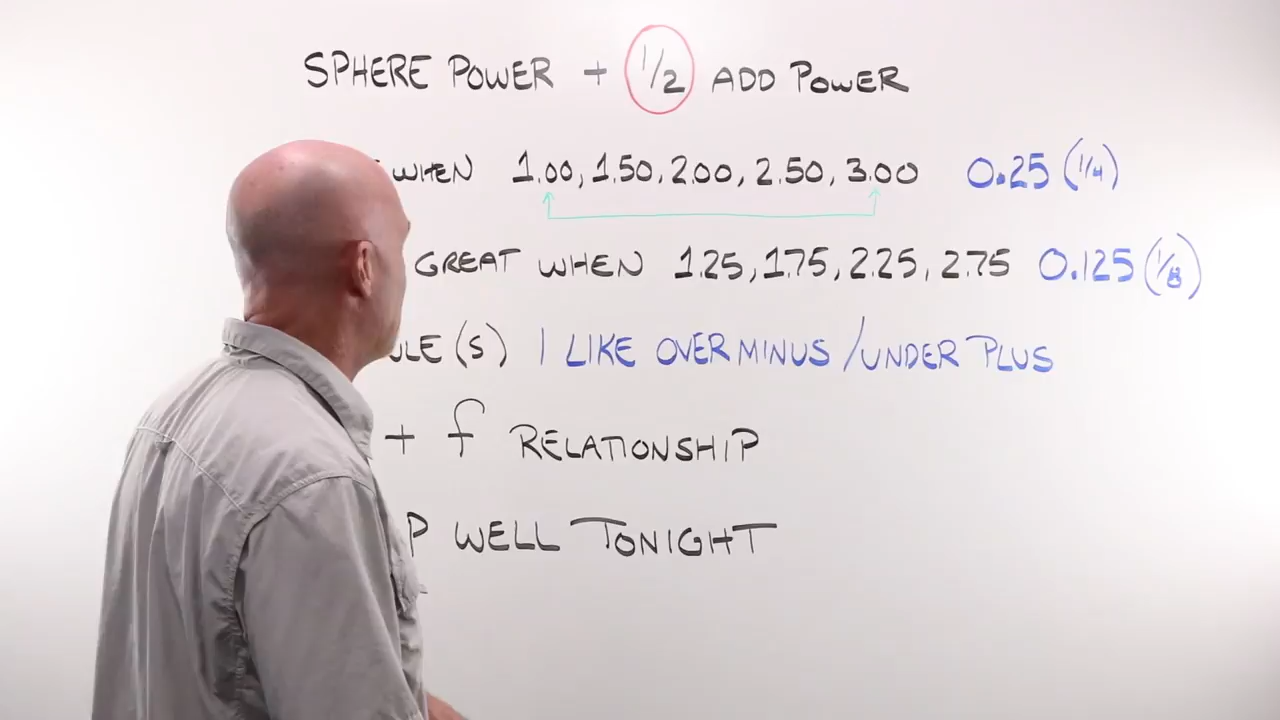 SPHERE POWER + 1/2 ADD POWER
WHEN 1.00, 1.50, 2.00, 2.50, 3.00 0.25 (1/4)
GREAT WHEN 1.25, 1.75, 2.25, 2.75 0.125 (1/8)
ULE(S) I LIKE OVER MINUS /UNDER PLUS
+ f RELATIONSHIP
P WELL TONIGHT